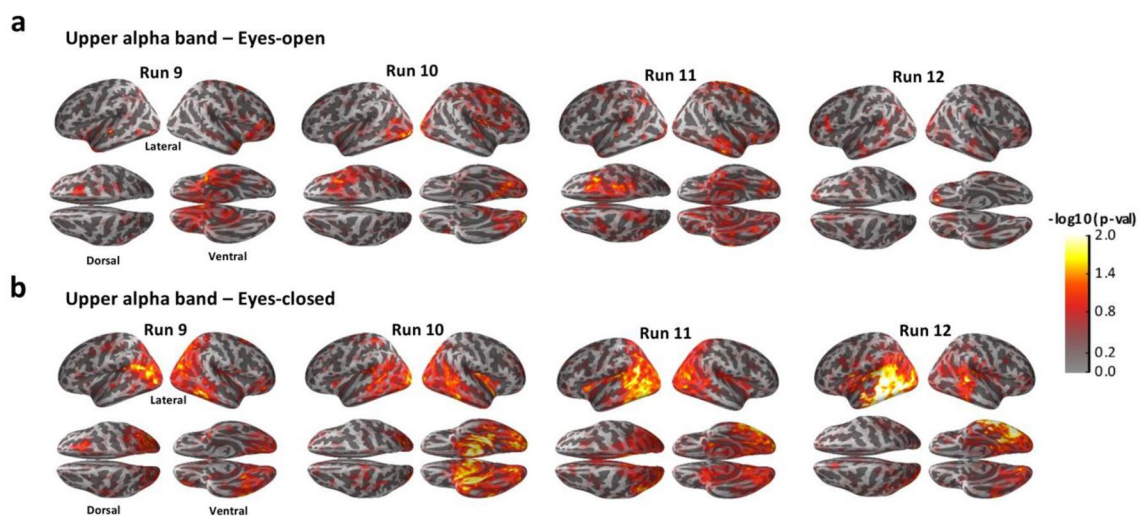 a
Upper alpha band – Eyes-open
Run 9
Run 10
Run 11
Run 12
Lateral
Dorsal
Ventral
-log10 (p-val)
2.0
1.4
0.8
0.2
0.0
b
Upper alpha band – Eyes-closed
Run 9
Run 10
Run 11
Run 12
Lateral
Dorsal
Ventral